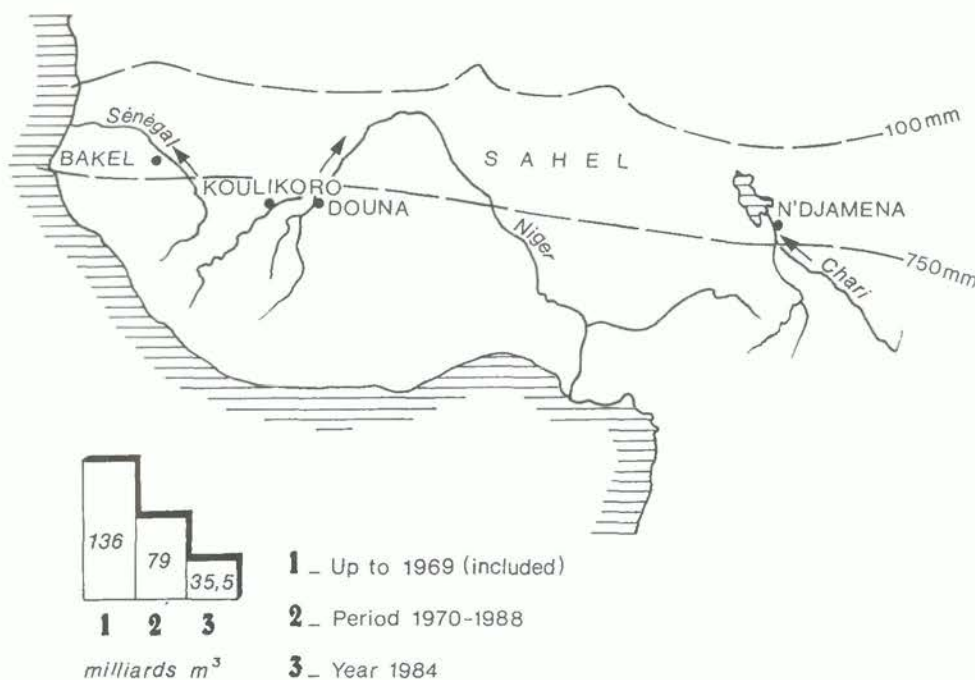 100mm
Sénégal
BAKEL
SAHEL
KOULIKORO
DOUNA
N'DJAMENA
Niger
Chari
750mm
136
79
35,5
1 2 3
milliards m³
1 _ Up to 1969 (included)
2 _ Period 1970-1988
3 _ Year 1984